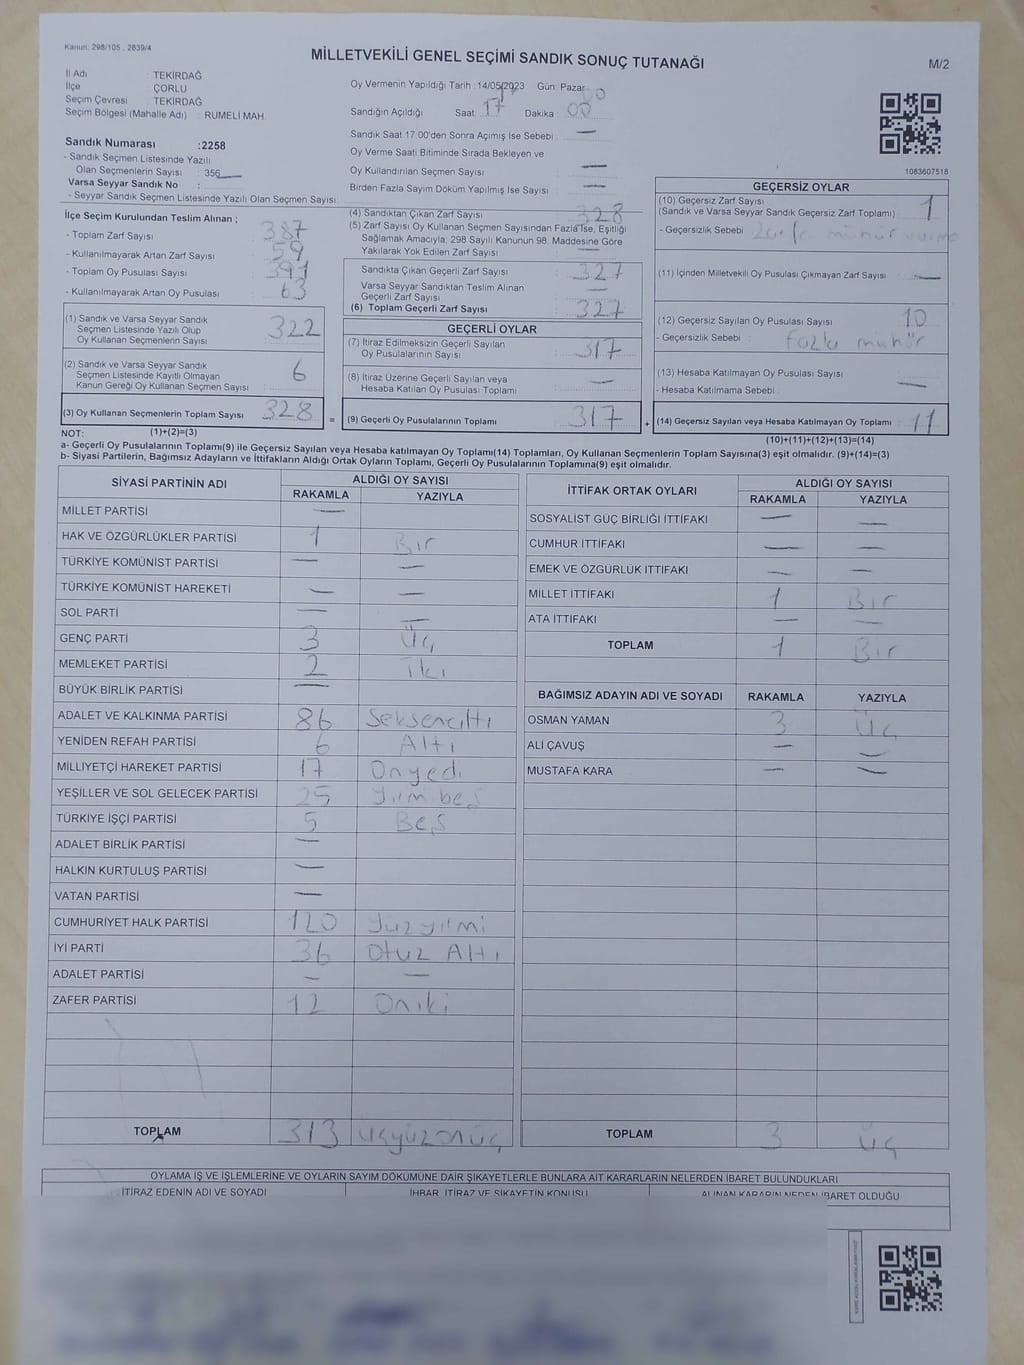 Kanun. 298/105 , 2839/4
MİLLETVEKİLİ GENEL SEÇİMİ SANDIK SONUÇ TUTANAĞI
M/2
İl Adı : TEKİRDAĞ
İlçe : ÇORLU
Seçim Çevresi : TEKİRDAĞ
Seçim Bölgesi (Mahalle Adı) : RUMELİ MAH.
Oy Vermenin Yapıldığı Tarih :14/05/2023 Gün: Pazar
Sandığın Açıldığı Saat : 17 Dakika : 00
Sandık Saat 17:00'den Sonra Açımış İse Sebebi : —
Oy Verme Saati Bitiminde Sırada Bekleyen ve
Oy Kullandırılan Seçmen Sayısı : —
Birden Fazla Sayım Döküm Yapılmış İse Sayısı : —
1083607518
Sandık Numarası :2258
- Sandık Seçmen Listesinde Yazılı
Olan Seçmenlerin Sayısı : 356
Varsa Seyyar Sandık No :
- Seyyar Sandık Seçmen Listesinde Yazılı Olan Seçmen Sayısı :
İlçe Seçim Kurulundan Teslim Alınan ;
- Toplam Zarf Sayısı : 387
- Kullanılmayarak Artan Zarf Sayısı : 59
- Toplam Oy Pusulası Sayısı : 391
- Kullanılmayarak Artan Oy Pusulası : 63
(1) Sandık ve Varsa Seyyar Sandık
Seçmen Listesinde Yazılı Olup
Oy Kullanan Seçmenlerin Sayısı : 322
(2) Sandık ve Varsa Seyyar Sandık
Seçmen Listesinde Kayıtlı Olmayan
Kanun Gereği Oy Kullanan Seçmen Sayısı : 6
(3) Oy Kullanan Seçmenlerin Toplam Sayısı : 328
(1)+(2)=(3)
(4) Sandıktan Çıkan Zarf Sayısı : 328
(5) Zarf Sayısı Oy Kullanan Seçmen Sayısından Fazla İse, Eşitliği
Sağlamak Amacıyla; 298 Sayılı Kanunun 98. Maddesine Göre
Yakılarak Yok Edilen Zarf Sayısı : —
Sandıkta Çıkan Geçerli Zarf Sayısı : 327
Varsa Seyyar Sandıktan Teslim Alınan
Geçerli Zarf Sayısı : —
(6) Toplam Geçerli Zarf Sayısı : 327
GEÇERLİ OYLAR
(7) İtiraz Edilmeksizin Geçerli Sayılan
Oy Pusulalarının Sayısı : 317
(8) İtiraz Üzerine Geçerli Sayılan veya
Hesaba Katılan Oy Pusulası Toplamı : —
= (9) Geçerli Oy Pusulalarının Toplamı : 317
GEÇERSİZ OYLAR
(10) Geçersiz Zarf Sayısı
(Sandık ve Varsa Seyyar Sandık Geçersiz Zarf Toplamı) : 1
- Geçersizlik Sebebi : mühür
(11) İçinden Milletvekili Oy Pusulası Çıkmayan Zarf Sayısı : —
(12) Geçersiz Sayılan Oy Pusulası Sayısı : 10
- Geçersizlik Sebebi : fazla mühür
(13) Hesaba Katılmayan Oy Pusulası Sayısı : —
- Hesaba Katılmama Sebebi :
+ (14) Geçersiz Sayılan veya Hesaba Katılmayan Oy Toplamı : 11
(10)+(11)+(12)+(13)=(14)
NOT:
a- Geçerli Oy Pusulalarının Toplamı(9) ile Geçersiz Sayılan veya Hesaba katılmayan Oy Toplamı(14) Toplamları, Oy Kullanan Seçmenlerin Toplam Sayısına(3) eşit olmalıdır. (9)+(14)=(3)
b- Siyasi Partilerin, Bağımsız Adayların ve İttifakların Aldığı Ortak Oyların Toplamı, Geçerli Oy Pusulalarının Toplamına(9) eşit olmalıdır.
SİYASİ PARTİNİN ADI ALDIĞI OY SAYISI
RAKAMLA YAZIYLA
MİLLET PARTİSİ —
HAK VE ÖZGÜRLÜKLER PARTİSİ 1 Bir
TÜRKİYE KOMÜNİST PARTİSİ — —
TÜRKİYE KOMÜNİST HAREKETİ — —
SOL PARTİ — —
GENÇ PARTİ 3 Üç
MEMLEKET PARTİSİ 2 İki
BÜYÜK BİRLİK PARTİSİ —
ADALET VE KALKINMA PARTİSİ 86 Seksenaltı
YENİDEN REFAH PARTİSİ 6 Altı
MİLLİYETÇİ HAREKET PARTİSİ 17 Onyedi
YEŞİLLER VE SOL GELECEK PARTİSİ 25 Yirmi beş
TÜRKİYE İŞÇİ PARTİSİ 5 Beş
ADALET BİRLİK PARTİSİ —
HALKIN KURTULUŞ PARTİSİ —
VATAN PARTİSİ —
CUMHURİYET HALK PARTİSİ 120 Yüzyirmi
İYİ PARTİ 36 Otuz Altı
ADALET PARTİSİ — —
ZAFER PARTİSİ 12 Oniki
TOPLAM 313 üçyüzonüç
İTTİFAK ORTAK OYLARI ALDIĞI OY SAYISI
RAKAMLA YAZIYLA
SOSYALİST GÜÇ BİRLİĞİ İTTİFAKI — —
CUMHUR İTTİFAKI — —
EMEK VE ÖZGÜRLÜK İTTİFAKI — —
MİLLET İTTİFAKI 1 Bir
ATA İTTİFAKI — —
TOPLAM 1 Bir
BAĞIMSIZ ADAYIN ADI VE SOYADI RAKAMLA YAZIYLA
OSMAN YAMAN 3 Üç
ALİ ÇAVUŞ — —
MUSTAFA KARA — —
TOPLAM 3 Üç
OYLAMA İŞ VE İŞLEMLERİNE VE OYLARIN SAYIM DÖKÜMÜNE DAİR ŞİKAYETLERLE BUNLARA AİT KARARLARIN NELERDEN İBARET BULUNDUKLARI
İTİRAZ EDENİN ADI VE SOYADI İHBAR, İTİRAZ VE ŞİKAYETİN KONUSU ALINAN KARARIN NEDEN İBARET OLDUĞU